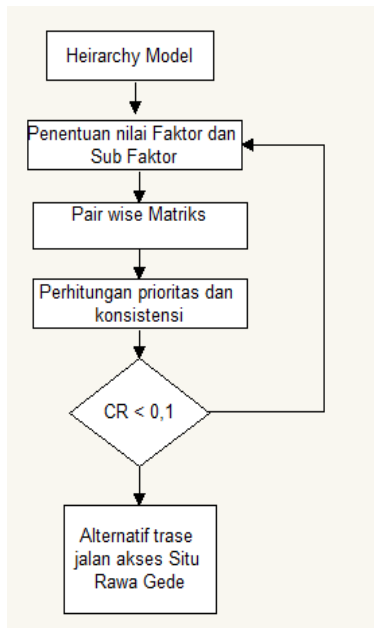 Heirarchy Model
Penentuan nilai Faktor dan
Sub Faktor
Pair wise Matriks
Perhitungan prioritas dan
konsistensi
CR < 0,1
Alternatif trase
jalan akses Situ
Rawa Gede